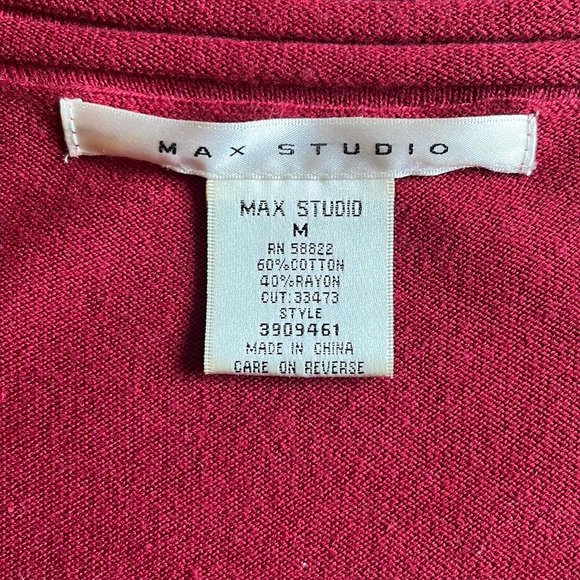 MAX STUDIO
MAX STUDIO
M
RN 58822
60%COTTON
40%RAYON
CUT:33473
STYLE
3909461
MADE IN CHINA
CARE ON REVERSE